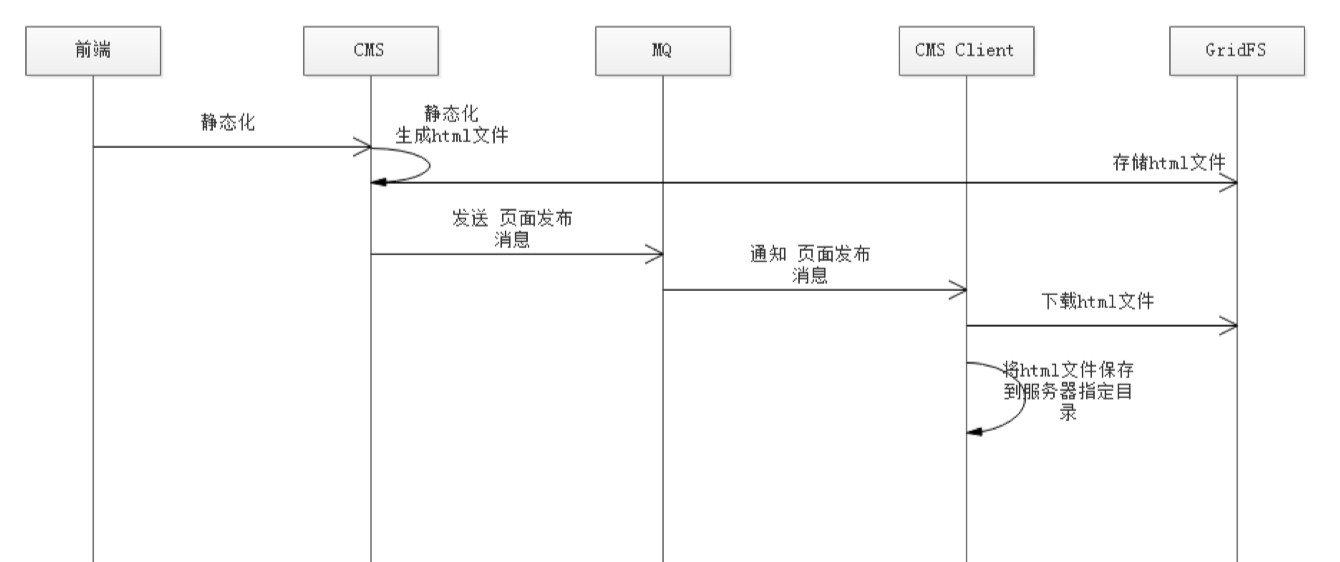 前端
CMS
MQ
CMS Client
GridFS
静态化
静态化
生成html文件
存储html文件
发送 页面发布
消息
通知 页面发布
消息
下载html文件
将html文件保存
到服务器指定目
录